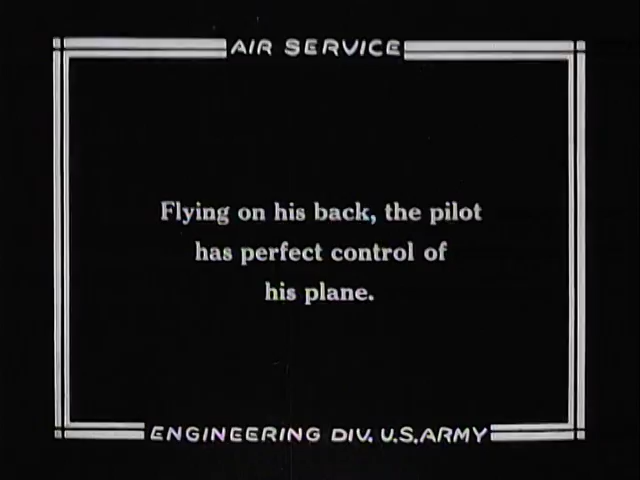 AIR SERVICE
Flying on his back, the pilot
has perfect control of
his plane.
ENGINEERING DIV. U.S.ARMY